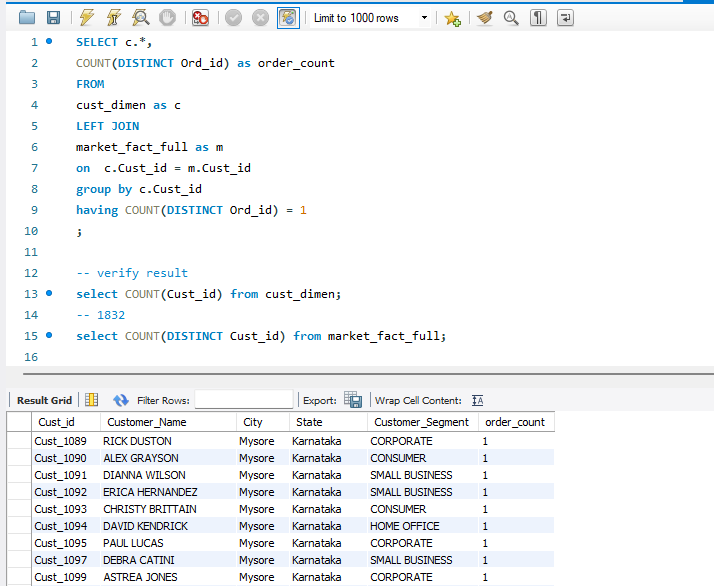 Limit to 1000 rows
1 SELECT c.*,
2 COUNT(DISTINCT Ord_id) as order_count
3 FROM
4 cust_dimen as c
5 LEFT JOIN
6 market_fact_full as m
7 on  c.Cust_id = m.Cust_id
8 group by c.Cust_id
9 having COUNT(DISTINCT Ord_id) = 1
10 ;
11
12 -- verify result
13 select COUNT(Cust_id) from cust_dimen;
14 -- 1832
15 select COUNT(DISTINCT Cust_id) from market_fact_full;
16
Result Grid Filter Rows: Export: Wrap Cell Content: IA
Cust_id Customer_Name City State Customer_Segment order_count
Cust_1089 RICK DUSTON Mysore Karnataka CORPORATE 1
Cust_1090 ALEX GRAYSON Mysore Karnataka CONSUMER 1
Cust_1091 DIANNA WILSON Mysore Karnataka SMALL BUSINESS 1
Cust_1092 ERICA HERNANDEZ Mysore Karnataka SMALL BUSINESS 1
Cust_1093 CHRISTY BRITTAIN Mysore Karnataka CONSUMER 1
Cust_1094 DAVID KENDRICK Mysore Karnataka HOME OFFICE 1
Cust_1095 PAUL LUCAS Mysore Karnataka CORPORATE 1
Cust_1097 DEBRA CATINI Mysore Karnataka SMALL BUSINESS 1
Cust_1099 ASTREA JONES Mysore Karnataka CORPORATE 1